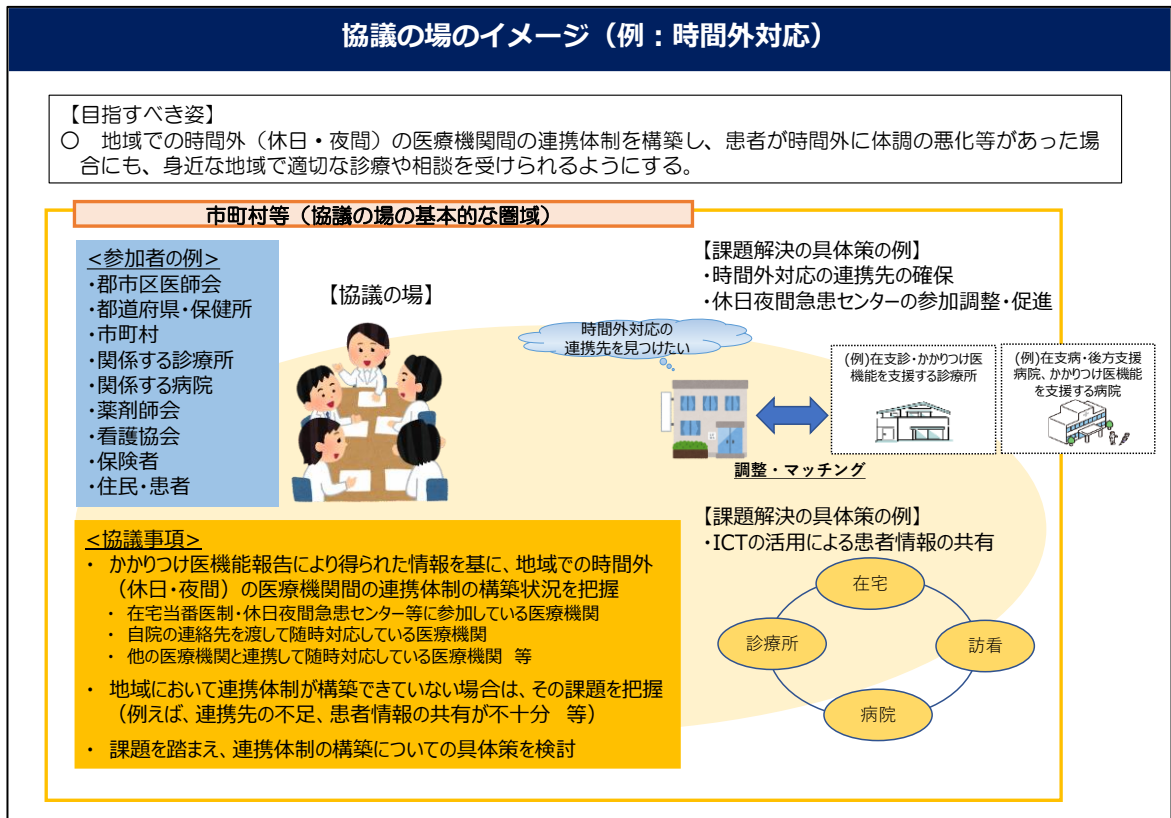 協議の場のイメージ（例：時間外対応）
【目指すべき姿】
○　地域での時間外（休日・夜間）の医療機関間の連携体制を構築し、患者が時間外に体調の悪化等があった場
合にも、身近な地域で適切な診療や相談を受けられるようにする。
市町村等（協議の場の基本的な圏域）
<参加者の例>
・郡市区医師会
・都道府県・保健所
・市町村
・関係する診療所
・関係する病院
・薬剤師会
・看護協会
・保険者
・住民・患者
【協議の場】
【課題解決の具体策の例】
・時間外対応の連携先の確保
・休日夜間急患センターの参加調整・促進
時間外対応の
連携先を見つけたい
(例)在支診・かかりつけ医
機能を支援する診療所
(例)在支病・後方支援
病院、かかりつけ医機能
を支援する病院
調整・マッチング
<協議事項>
・ かかりつけ医機能報告により得られた情報を基に、地域での時間外
（休日・夜間）の医療機関間の連携体制の構築状況を把握
・ 在宅当番医制・休日夜間急患センター等に参加している医療機関
・ 自院の連絡先を渡して随時対応している医療機関
・ 他の医療機関と連携して随時対応している医療機関 等
・ 地域において連携体制が構築できていない場合は、その課題を把握
（例えば、連携先の不足、患者情報の共有が不十分 等）
・ 課題を踏まえ、連携体制の構築についての具体策を検討
【課題解決の具体策の例】
・ICTの活用による患者情報の共有
在宅
診療所
訪看
病院